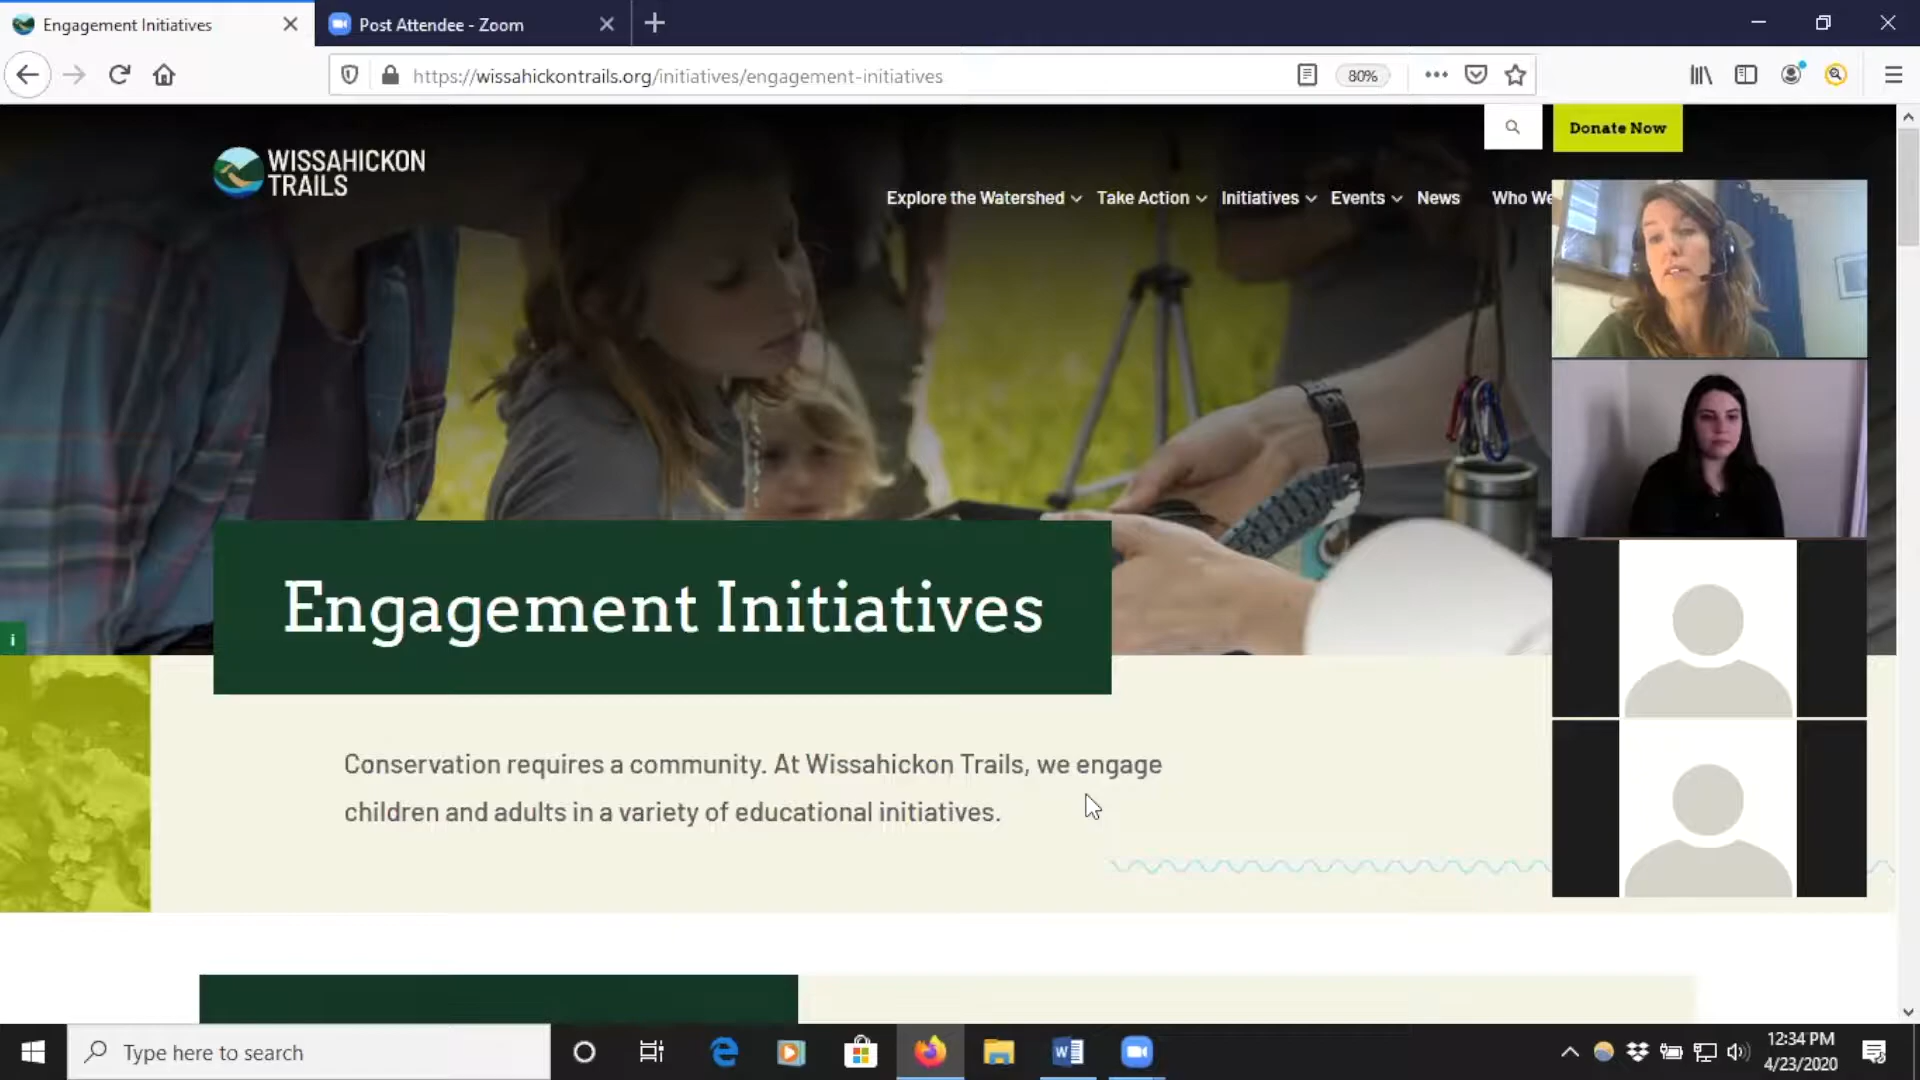 Engagement Initiatives
Post Attendee - Zoom
https://wissahickontrails.org/initiatives/engagement-initiatives
80%
Donate Now
WISSAHICKON
TRAILS
Explore the Watershed
Take Action
Initiatives
Events
News
Who We
Engagement Initiatives
i
Conservation requires a community. At Wissahickon Trails, we engage
children and adults in a variety of educational initiatives.
Type here to search
12:34 PM
4/23/2020